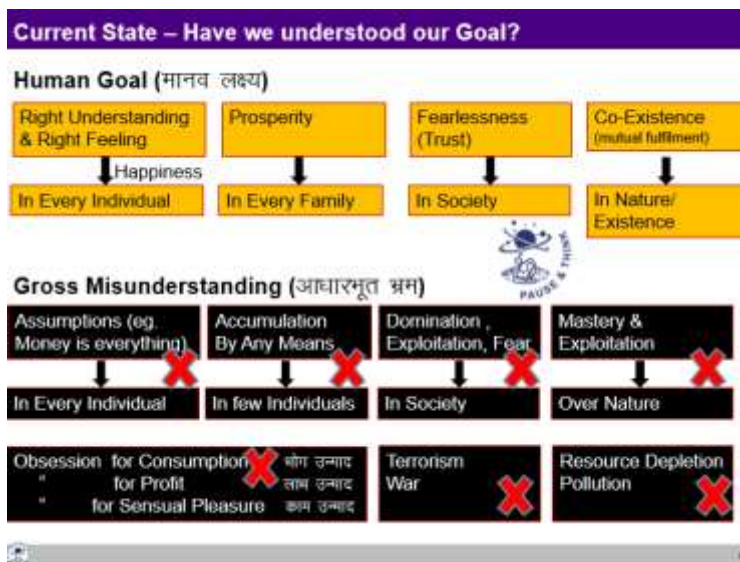 Current State – Have we understood our Goal?
Human Goal (मानव लक्ष्य)
Right Understanding
& Right Feeling
Prosperity
Fearlessness
(Trust)
Co-Existence
(mutual fulfilment)
Happiness
In Every Individual
In Every Family
In Society
In Nature/
Existence
PAUSE & THINK
Gross Misunderstanding (आधारभूत भ्रम)
Assumptions (eg.
Money is everything)
Accumulation
By Any Means
Domination ,
Exploitation, Fear
Mastery &
Exploitation
In Every Individual
In few Individuals
In Society
Over Nature
Obsession for Consumption भोग उन्माद
" for Profit लाभ उन्माद
" for Sensual Pleasure काम उन्माद
Terrorism
War
Resource Depletion
Pollution